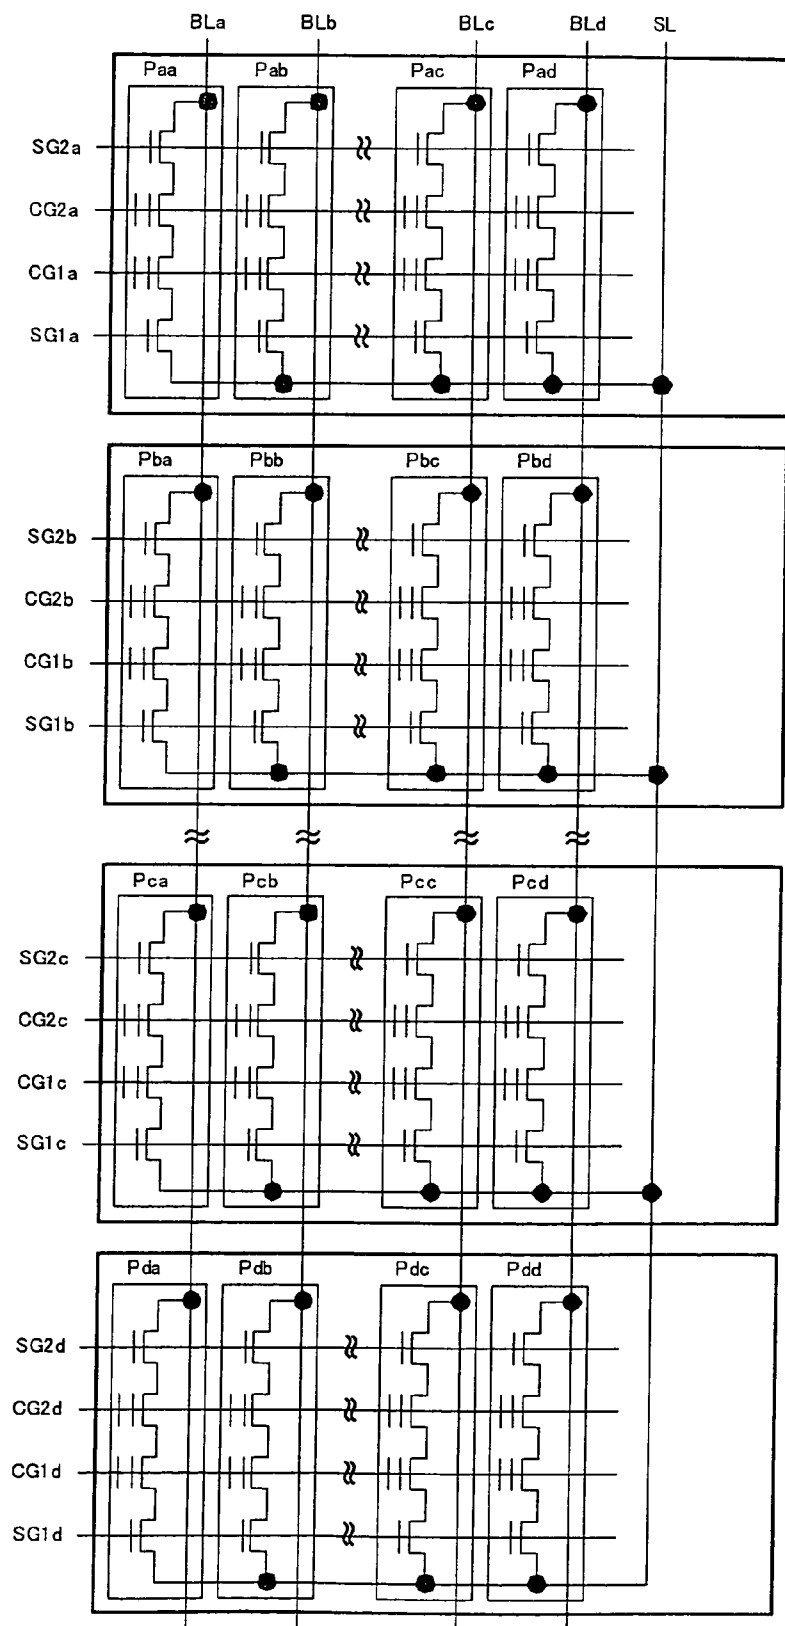 BLa BLb BLc BLd SL
Paa Pab Pac Pad
SG2a
CG2a
CG1a
SG1a
Pba Pbb Pbc Pbd
SG2b
CG2b
CG1b
SG1b
Pca Pcb Pcc Pcd
SG2c
CG2c
CG1c
SG1c
Pda Pdb Pdc Pdd
SG2d
CG2d
CG1d
SG1d